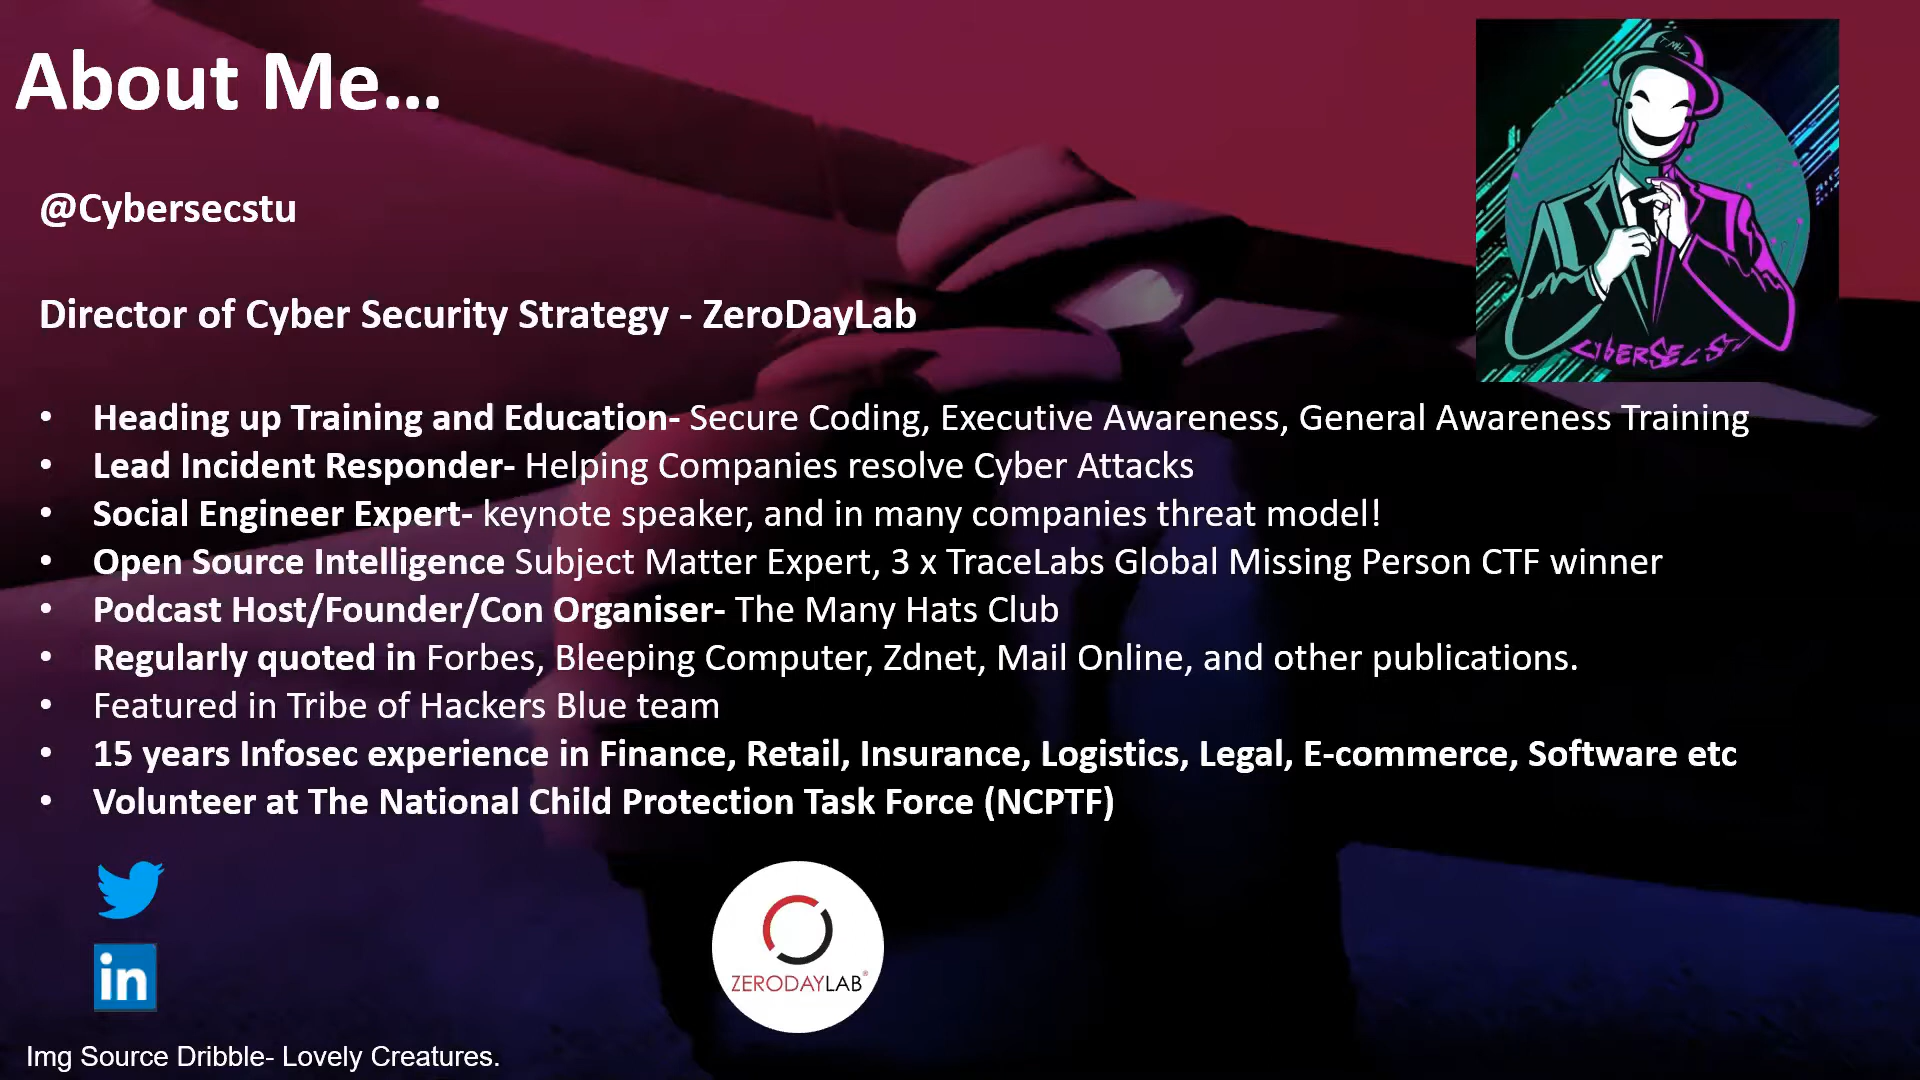 About Me...
TMHC
CYBERSECSTU
@Cybersecstu
Director of Cyber Security Strategy - ZeroDayLab
• Heading up Training and Education- Secure Coding, Executive Awareness, General Awareness Training
• Lead Incident Responder- Helping Companies resolve Cyber Attacks
• Social Engineer Expert- keynote speaker, and in many companies threat model!
• Open Source Intelligence Subject Matter Expert, 3 x TraceLabs Global Missing Person CTF winner
• Podcast Host/Founder/Con Organiser- The Many Hats Club
• Regularly quoted in Forbes, Bleeping Computer, Zdnet, Mail Online, and other publications.
• Featured in Tribe of Hackers Blue team
• 15 years Infosec experience in Finance, Retail, Insurance, Logistics, Legal, E-commerce, Software etc
• Volunteer at The National Child Protection Task Force (NCPTF)
in
ZERODAYLAB®
Img Source Dribble- Lovely Creatures.